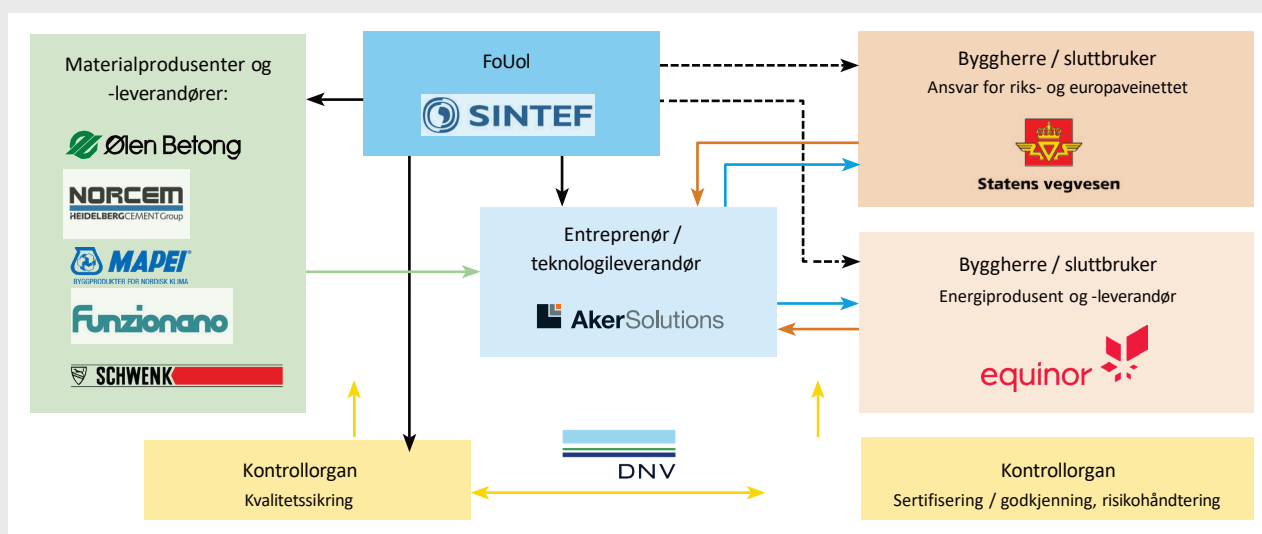 Materialprodusenter og
-leverandører:
Ølen Betong
NORCEM
HEIDELBERGCEMENT Group
MAPEI®
BYGGPRODUKTER FOR NORDISK KLIMA
Funzionano
SCHWENK
FoUol
SINTEF
Entreprenør /
teknologileverandør
AkerSolutions
Byggherre / sluttbruker
Ansvar for riks- og europaveinettet
Statens vegvesen
Byggherre / sluttbruker
Energiprodusent og -leverandør
equinor
Kontrollorgan
Kvalitetssikring
DNV
Kontrollorgan
Sertifisering / godkjenning, risikohåndtering